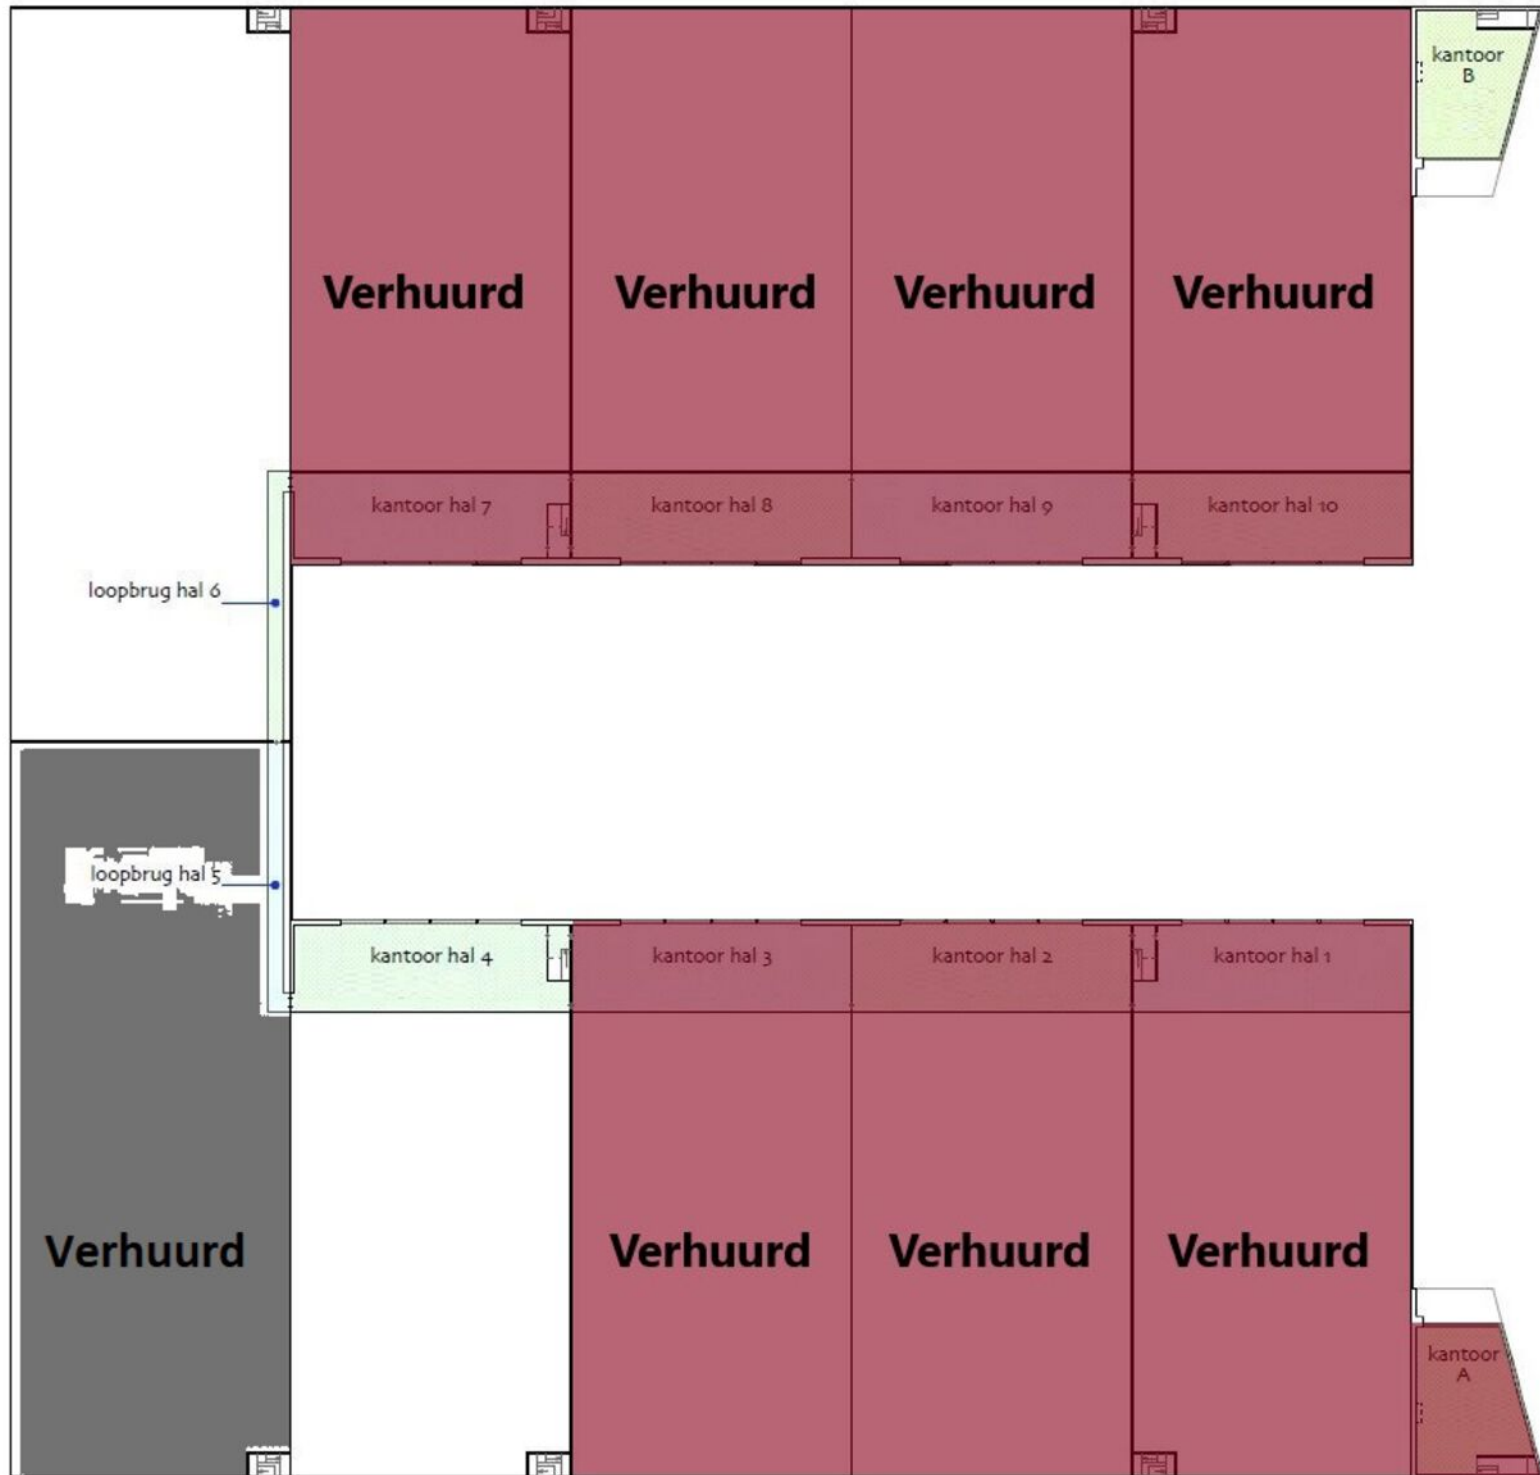 kantoor
B
Verhuurd
Verhuurd
Verhuurd
Verhuurd
kantoor hal 7
kantoor hal 8
kantoor hal 9
kantoor hal 10
loopbrug hal 6
loopbrug hal 5
kantoor hal 4
kantoor hal 3
kantoor hal 2
kantoor hal 1
Verhuurd
Verhuurd
Verhuurd
Verhuurd
kantoor
A